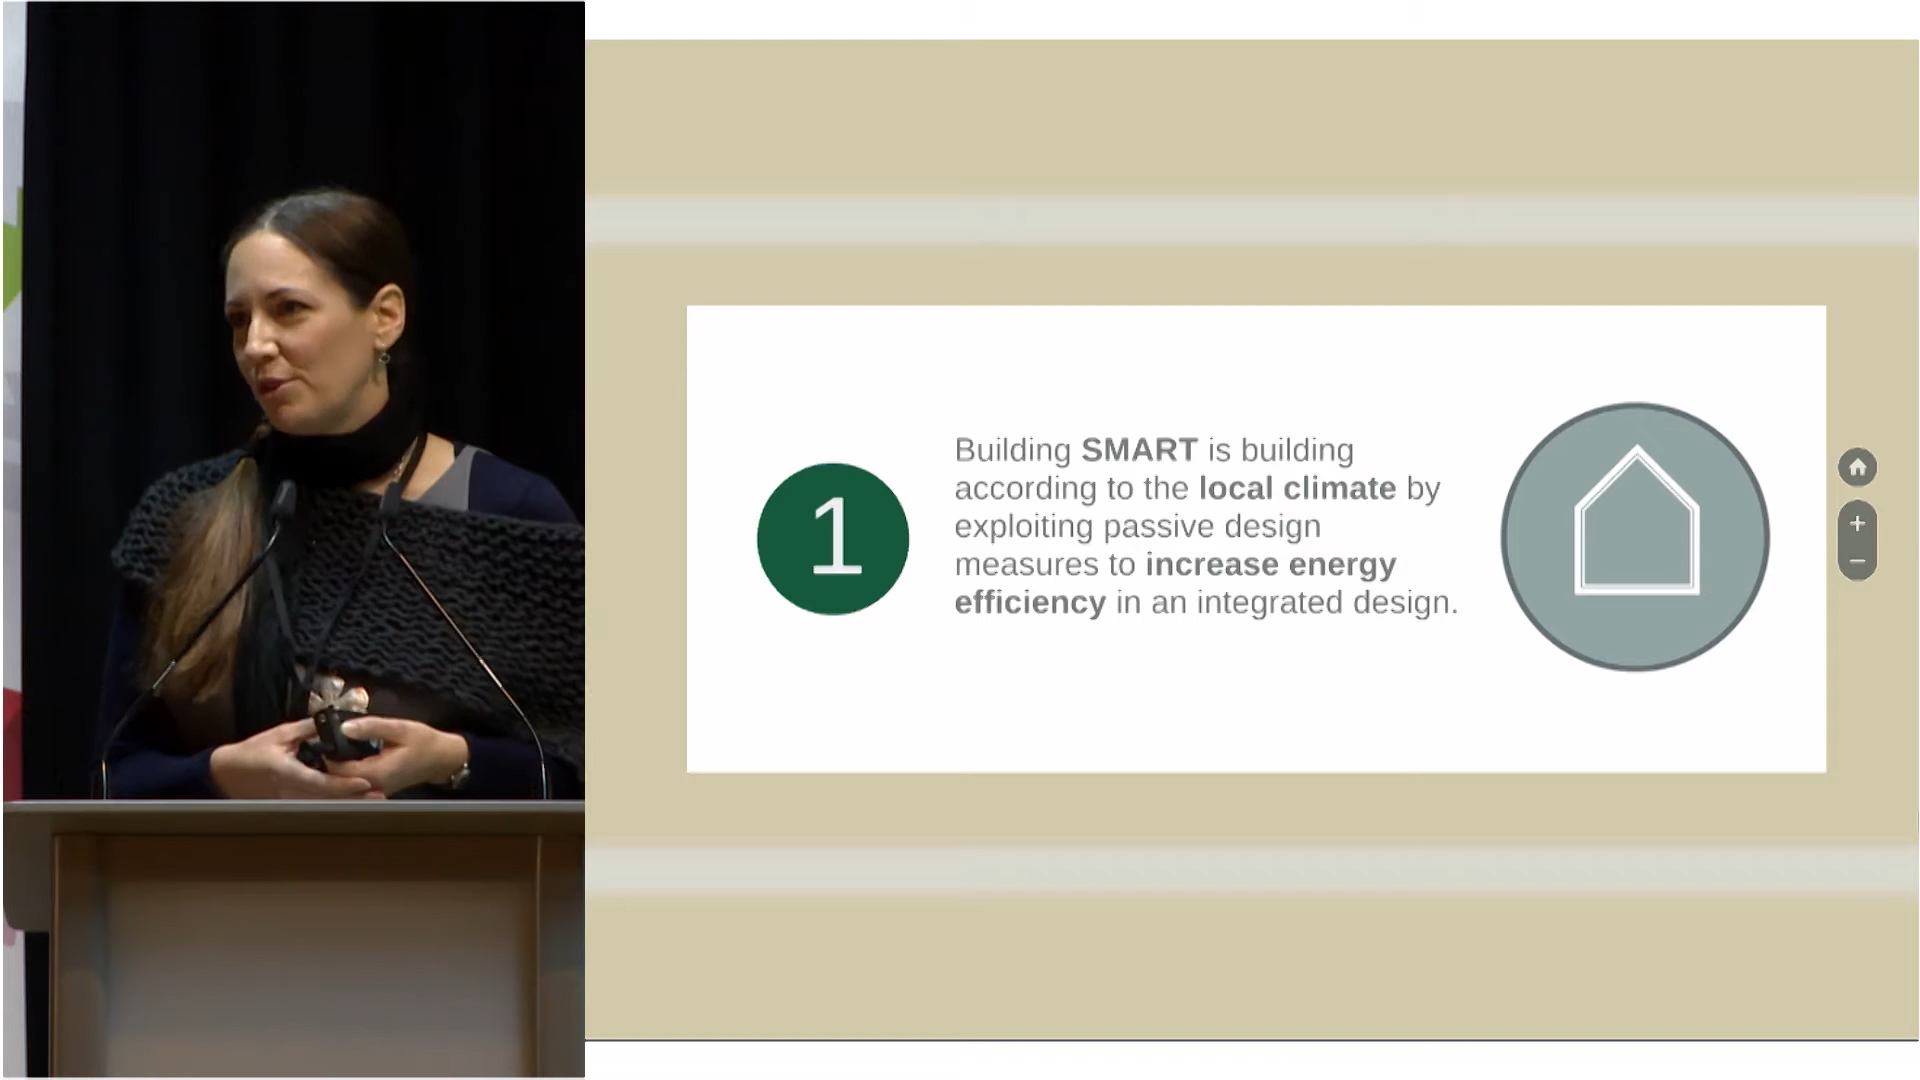 1
Building SMART is building
according to the local climate by
exploiting passive design
measures to increase energy
efficiency in an integrated design.